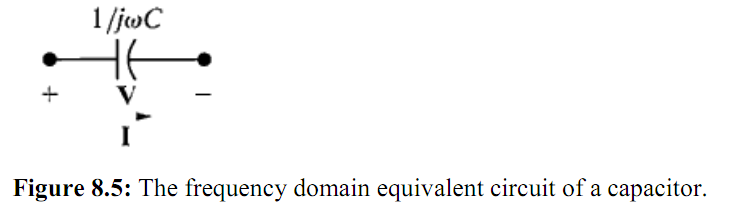 1/jωC
+ V −
I
Figure 8.5: The frequency domain equivalent circuit of a capacitor.